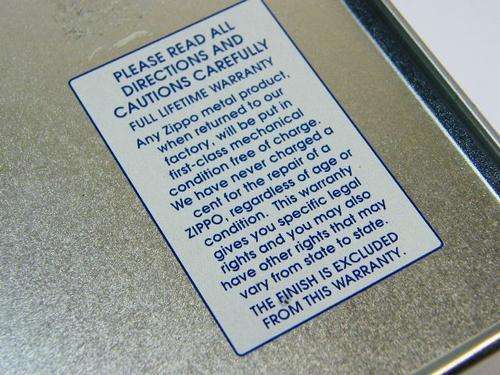 PLEASE READ ALL
DIRECTIONS AND
CAUTIONS CAREFULLY
FULL LIFETIME WARRANTY
Any Zippo metal product,
when returned to our
factory, will be put in
first-class mechanical
condition free of charge.
We have never charged a
cent for the repair of a
ZIPPO, regardless of age or
condition. This warranty
gives you specific legal
rights and you may also
have other rights that may
vary from state to state.
THE FINISH IS EXCLUDED
FROM THIS WARRANTY.